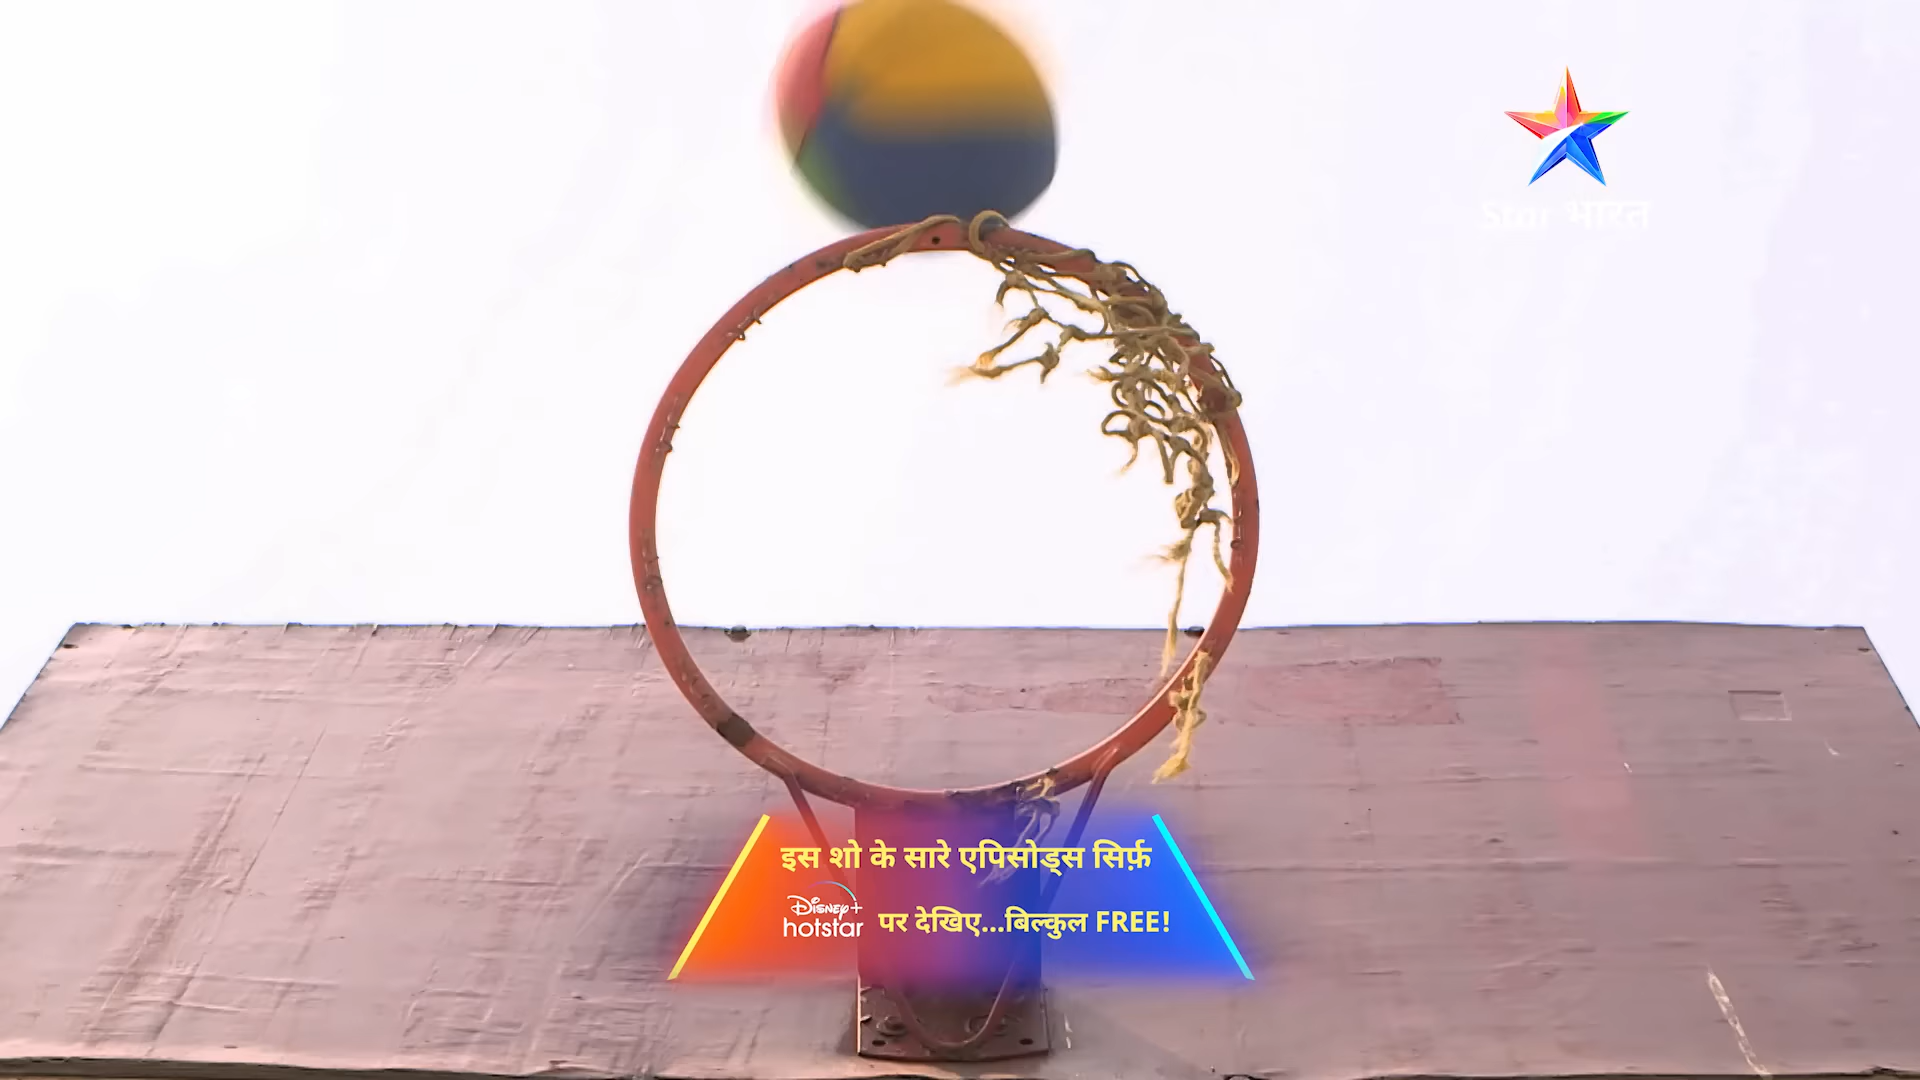 Star भारत
इस शो के सारे एपिसोड्स सिर्फ़
Disney+ hotstar पर देखिए...बिल्कुल FREE!